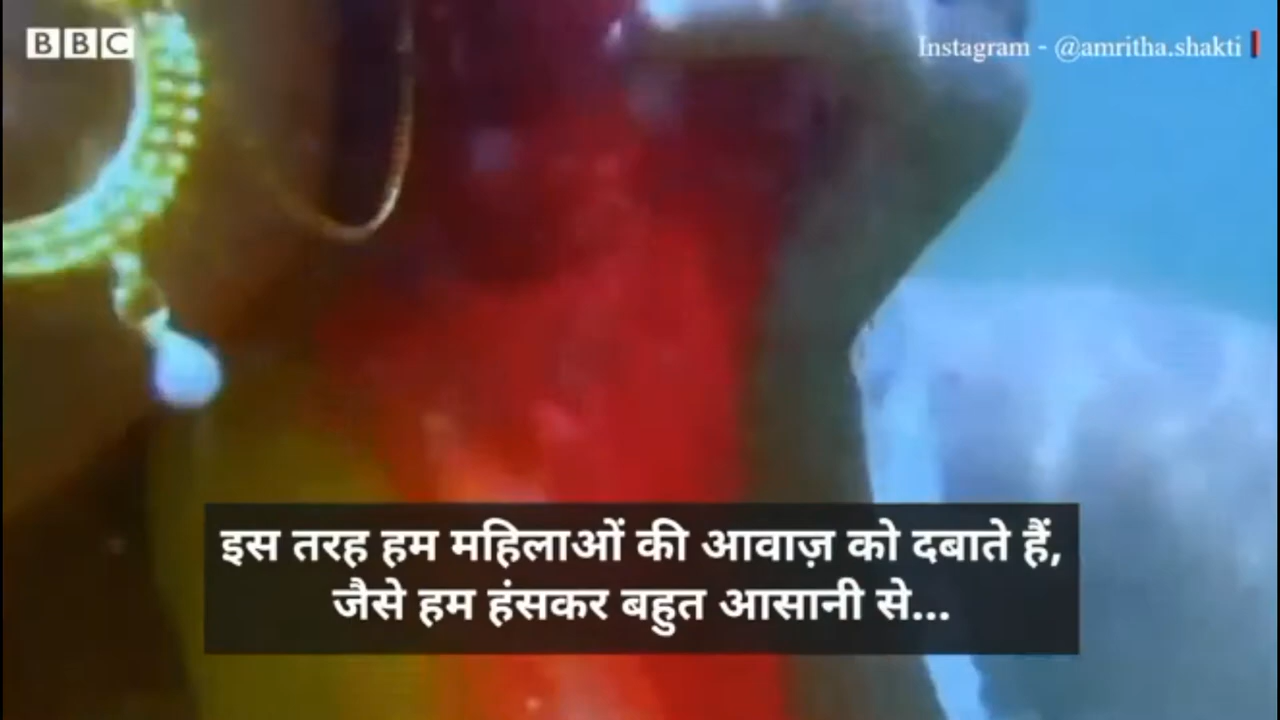 BBC
Instagram - @amritha.shakti
इस तरह हम महिलाओं की आवाज़ को दबाते हैं,
जैसे हम हंसकर बहुत आसानी से...